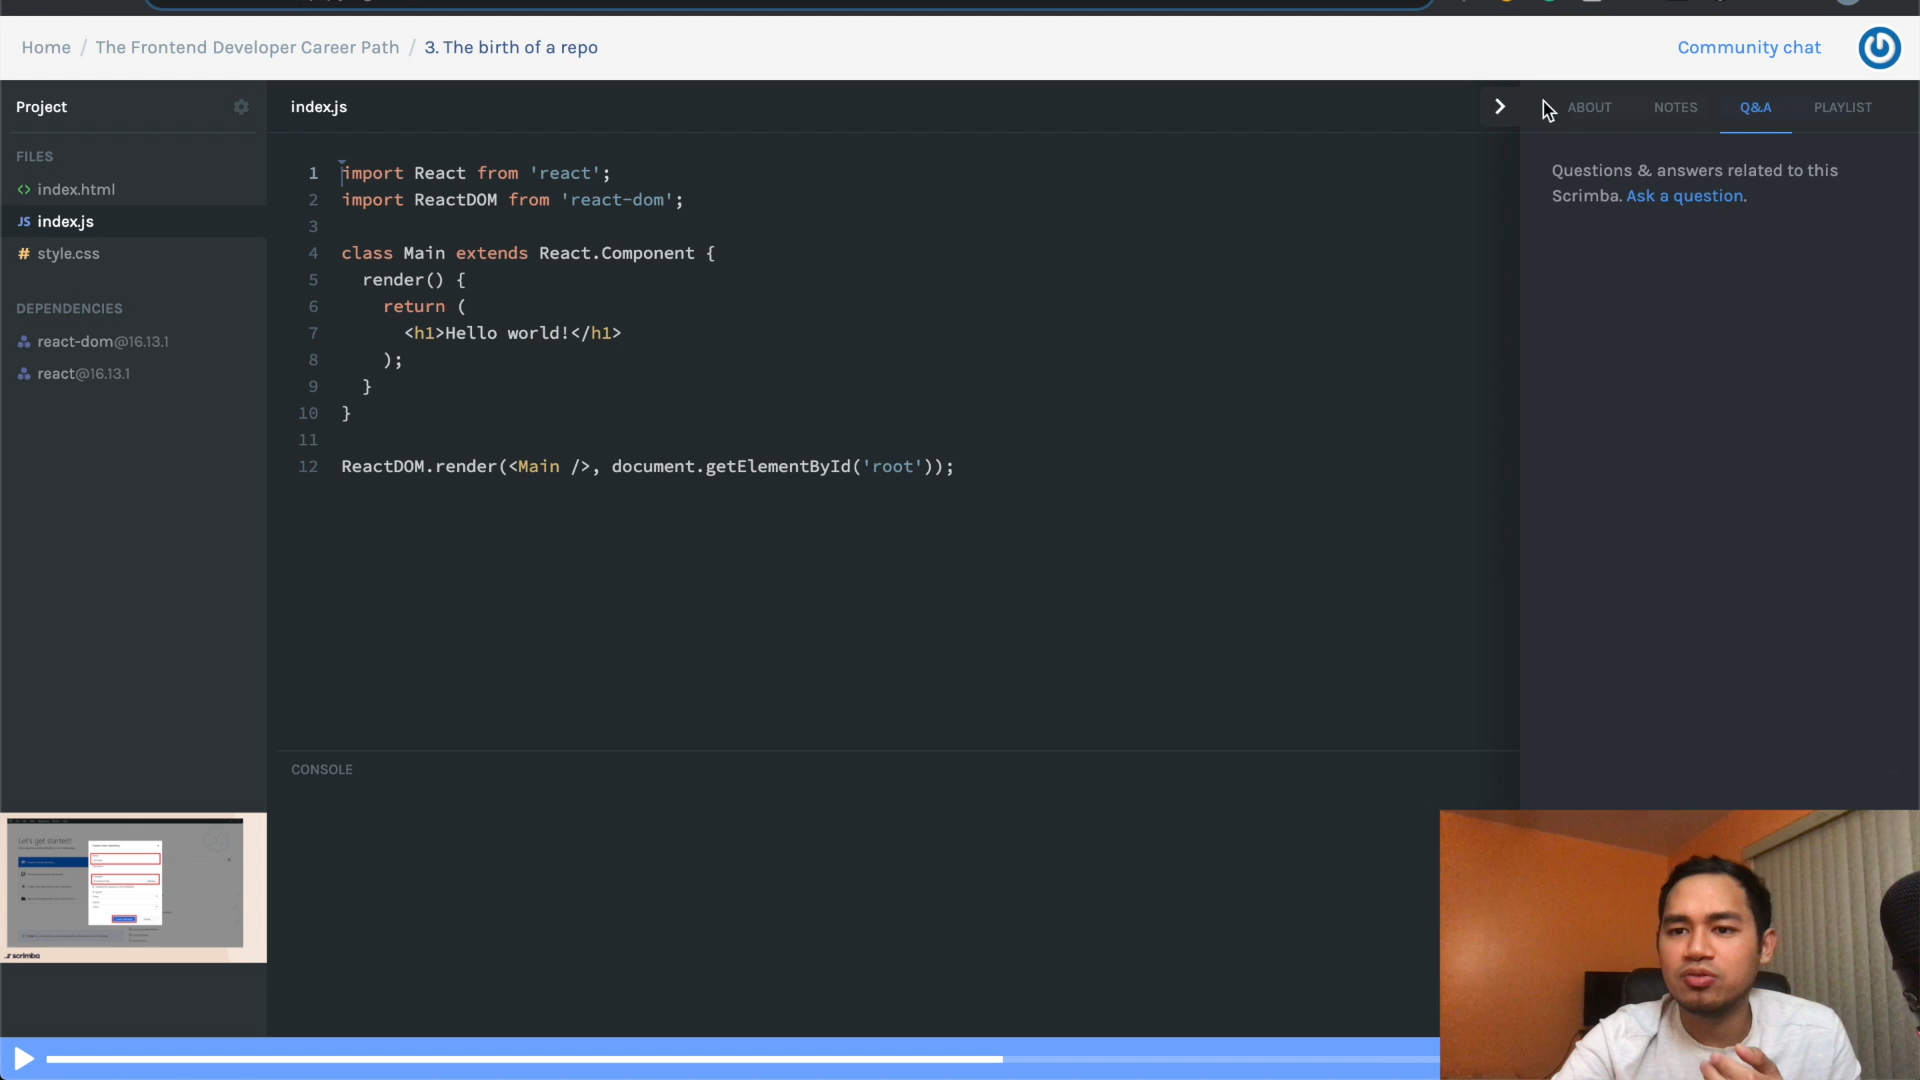 Home / The Frontend Developer Career Path / 3. The birth of a repo
Community chat
Project
FILES
<> index.html
JS index.js
# style.css
DEPENDENCIES
react-dom@16.13.1
react@16.13.1
index.js
1 import React from 'react';
2 import ReactDOM from 'react-dom';
3
4 class Main extends React.Component {
5 render() {
6 return (
7 <h1>Hello world!</h1>
8 );
9 }
10 }
11
12 ReactDOM.render(<Main />, document.getElementById('root'));
CONSOLE
ABOUT NOTES Q&A PLAYLIST
Questions & answers related to this
Scrimba. Ask a question.
Let's get started!
scrimba